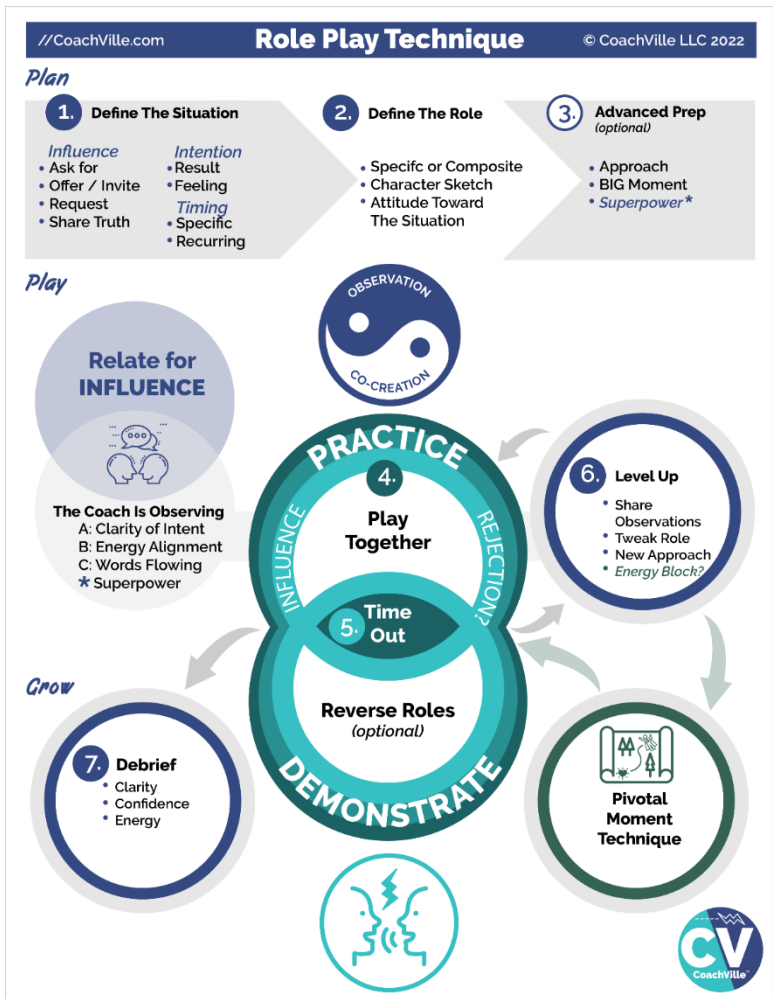 //CoachVille.com
Role Play Technique
© CoachVille LLC 2022
Plan
1. Define The Situation
Influence
• Ask for
• Offer / Invite
• Request
• Share Truth
Intention
• Result
• Feeling
Timing
• Specific
• Recurring
2. Define The Role
• Specifc or Composite
• Character Sketch
• Attitude Toward
The Situation
3. Advanced Prep
(optional)
• Approach
• BIG Moment
• Superpower*
Play
OBSERVATION
CO-CREATION
Relate for
INFLUENCE
The Coach Is Observing
A: Clarity of Intent
B: Energy Alignment
C: Words Flowing
* Superpower
PRACTICE
4.
Play
Together
INFLUENCE
REJECTION?
5. Time
Out
Reverse Roles
(optional)
DEMONSTRATE
6. Level Up
• Share
Observations
• Tweak Role
• New Approach
• Energy Block?
Pivotal
Moment
Technique
Grow
7. Debrief
• Clarity
• Confidence
• Energy
CV
CoachVille